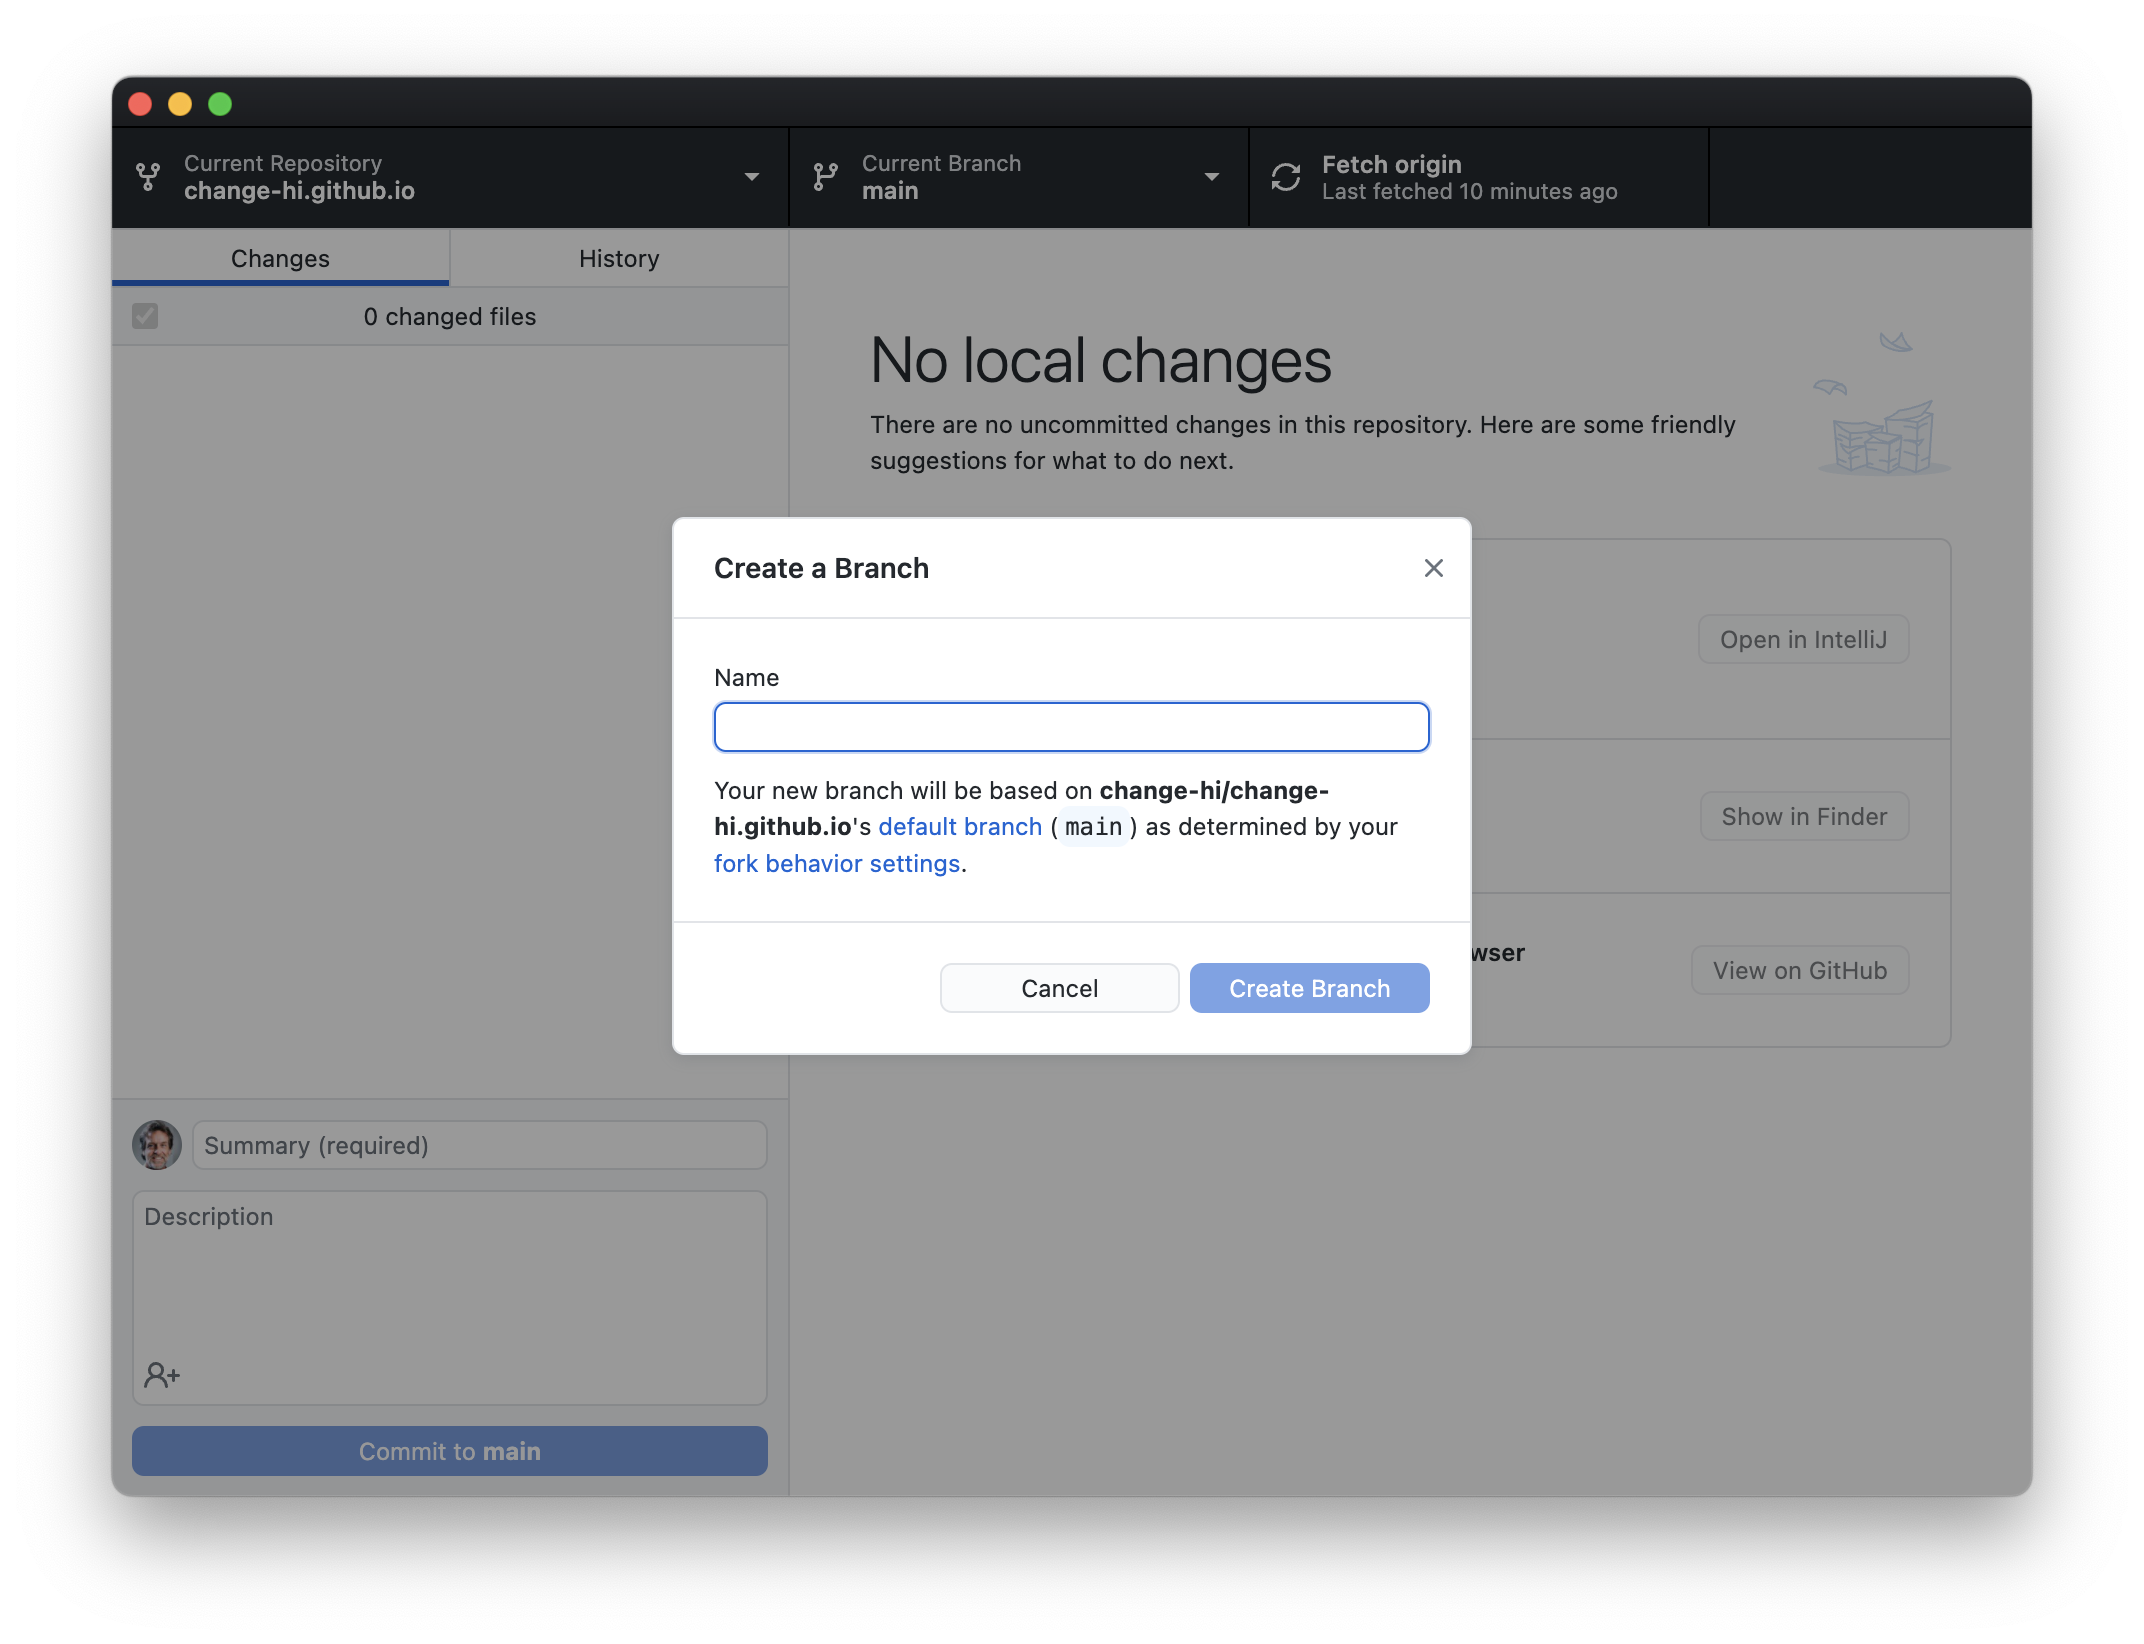 Current Repository
change-hi.github.io
Current Branch
main
Fetch origin
Last fetched 10 minutes ago
Changes
History
0 changed files
No local changes
There are no uncommitted changes in this repository. Here are some friendly
suggestions for what to do next.
Open in IntelliJ
Show in Finder
wser
View on GitHub
Create a Branch
Name
Your new branch will be based on change-hi/change-
hi.github.io's default branch ( main ) as determined by your
fork behavior settings.
Cancel
Create Branch
Summary (required)
Description
Commit to main